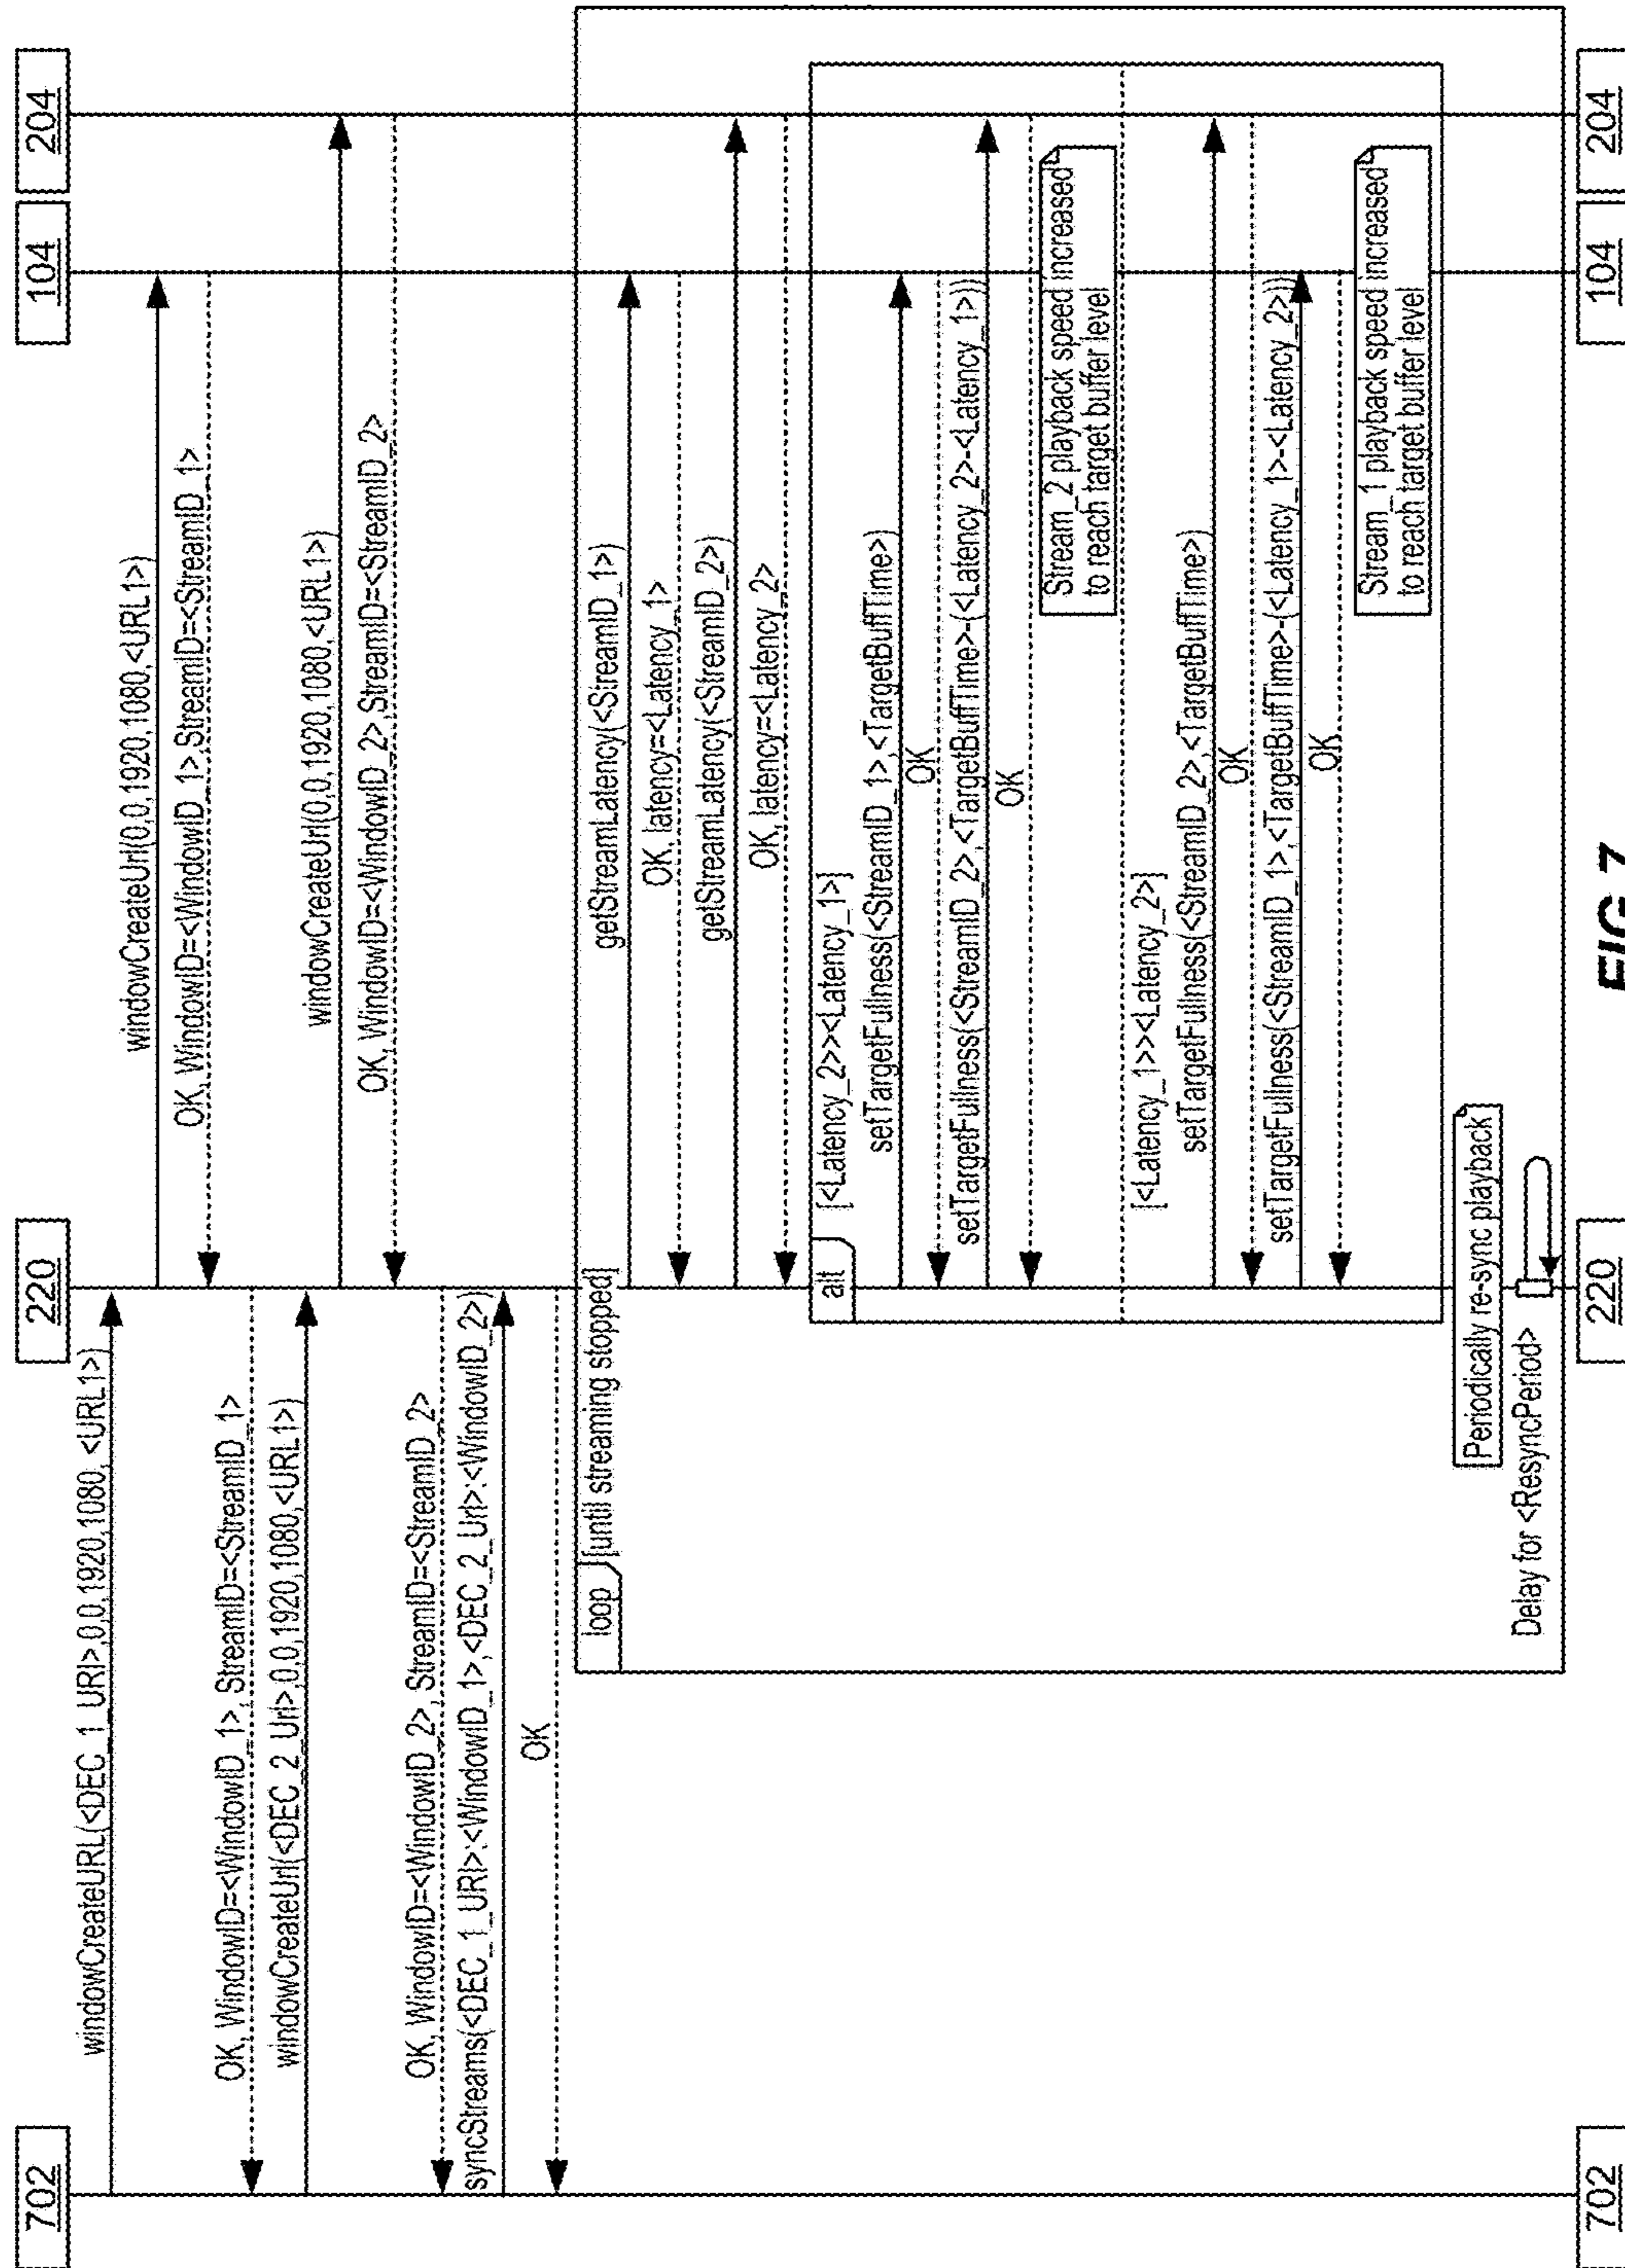 702
220
104
204
windowCreateURL(<DEC_1_URI>,0,0,1920,1080, <URL1>)
windowCreateUrl(0,0,1920,1080,<URL1>)
OK, WindowID=<WindowID_1>,StreamID=<StreamID_1>
OK, WindowID=<WindowID_1>, StreamID=<StreamID_1>
windowCreateUrl(<DEC_2_Url>,0,0,1920,1080,<URL1>)
windowCreateUrl(0,0,1920,1080,<URL1>)
OK, WindowID=<WindowID_2>,StreamID=<StreamID_2>
OK, WindowID=<WindowID_2>, StreamID=<StreamID_2>
syncStreams(<DEC_1_URI>:<WindowID_1>,<DEC_2_Url>:<WindowID_2>)
OK
loop
[until streaming stopped]
getStreamLatency(<StreamID_1>)
OK, latency=<Latency_1>
getStreamLatency(<StreamID_2>)
OK, latency=<Latency_2>
alt
[<Latency_2>><Latency_1>]
setTargetFullness(<StreamID_1>,<TargetBuffTime>)
OK
setTargetFullness(<StreamID_2>,<TargetBuffTime>-(<Latency_2>-<Latency_1>))
OK
Stream_2 playback speed increased
to reach target buffer level
[<Latency_1>><Latency_2>]
setTargetFullness(<StreamID_2>,<TargetBuffTime>)
OK
setTargetFullness(<StreamID_1>,<TargetBuffTime>-(<Latency_1>-<Latency_2>))
OK
Stream_1 playback speed increased
to reach target buffer level
Periodically re-sync playback
Delay for <ResyncPeriod>
702
220
104
204
FIG 7